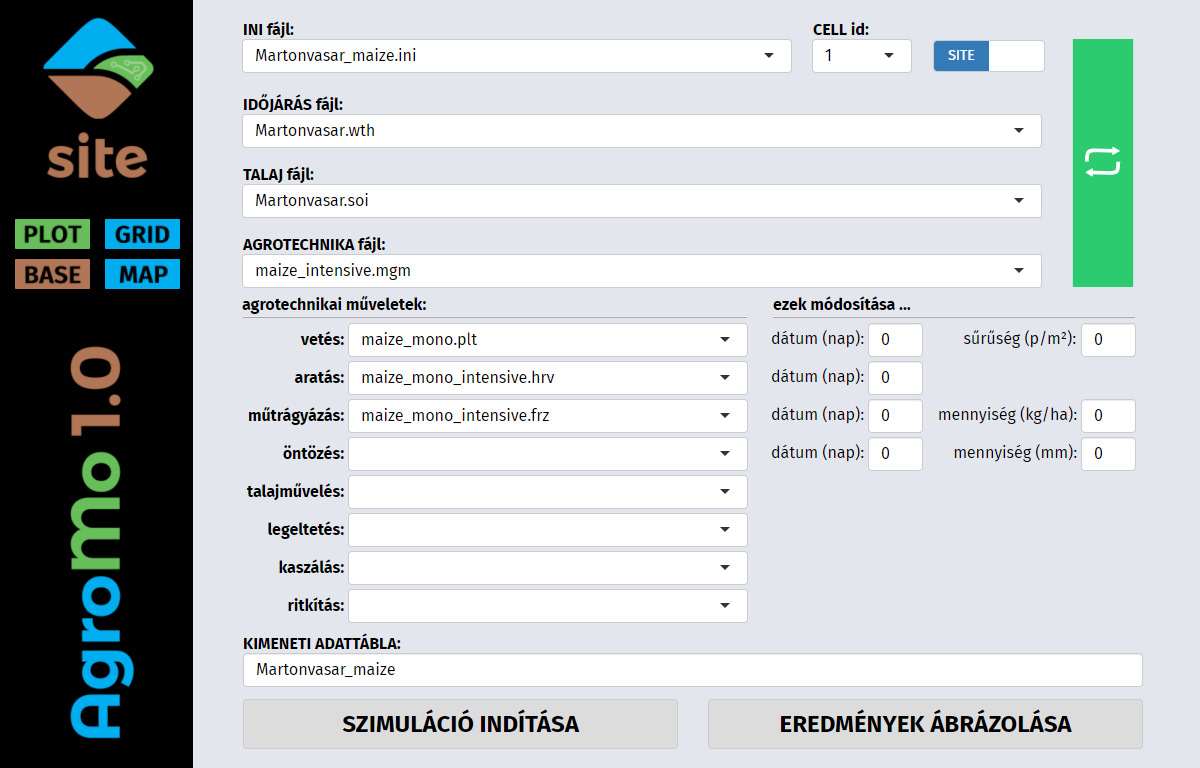 site
PLOT GRID
BASE MAP
AgroMo 1.0
INI fájl: CELL id:
Martonvasar_maize.ini 1 SITE
IDŐJÁRÁS fájl:
Martonvasar.wth
TALAJ fájl:
Martonvasar.soi
AGROTECHNIKA fájl:
maize_intensive.mgm
agrotechnikai műveletek: ezek módosítása ...
vetés: maize_mono.plt dátum (nap): 0 sűrűség (p/m²): 0
aratás: maize_mono_intensive.hrv dátum (nap): 0
műtrágyázás: maize_mono_intensive.frz dátum (nap): 0 mennyiség (kg/ha): 0
öntözés: dátum (nap): 0 mennyiség (mm): 0
talajművelés:
legeltetés:
kaszálás:
ritkítás:
KIMENETI ADATTÁBLA:
Martonvasar_maize
SZIMULÁCIÓ INDÍTÁSA EREDMÉNYEK ÁBRÁZOLÁSA